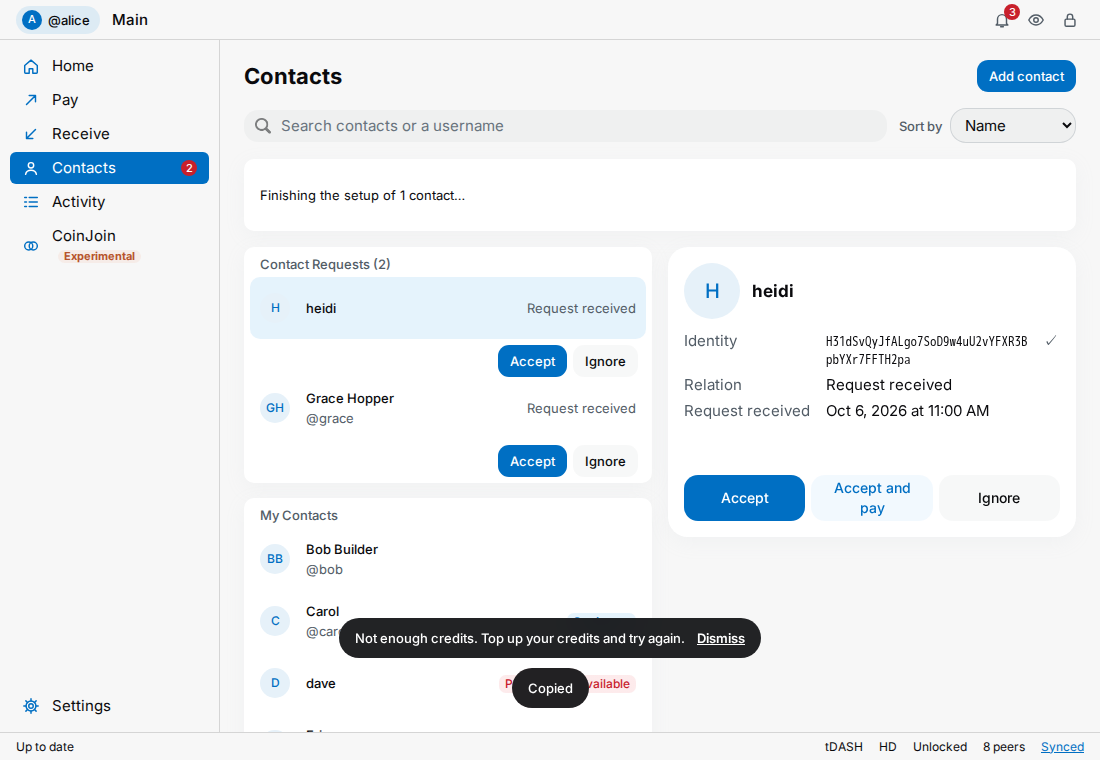 A @alice Main 3
Home
Pay
Receive
Contacts 2
Activity
CoinJoin
Experimental
Settings
Contacts
Add contact
Search contacts or a username
Sort by Name
Finishing the setup of 1 contact...
Contact Requests (2)
H heidi Request received
Accept Ignore
GH Grace Hopper
@grace
Request received
Accept Ignore
My Contacts
BB Bob Builder
@bob
C Carol
D dave
H heidi
Identity H31dSvQyJfALgo7SoD9w4uU2vYFXR3B
pbYXr7FFTH2pa
Relation Request received
Request received Oct 6, 2026 at 11:00 AM
Accept
Accept and
pay
Ignore
Not enough credits. Top up your credits and try again. Dismiss
Copied
Up to date tDASH HD Unlocked 8 peers Synced